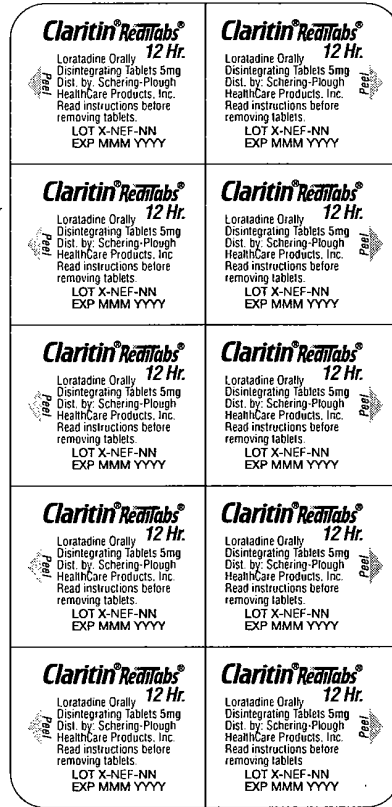 Claritin® RediTabs®
12 Hr.
Loratadine Orally
Disintegrating Tablets 5mg
Dist. by: Schering-Plough
HealthCare Products, Inc.
Read instructions before
removing tablets.
LOT X-NEF-NN
EXP MMM YYYY
Peel
Claritin® RediTabs®
12 Hr.
Loratadine Orally
Disintegrating Tablets 5mg
Dist. by: Schering-Plough
HealthCare Products, Inc.
Read instructions before
removing tablets.
LOT X-NEF-NN
EXP MMM YYYY
Peel
Claritin® RediTabs®
12 Hr.
Loratadine Orally
Disintegrating Tablets 5mg
Dist. by: Schering-Plough
HealthCare Products, Inc
Read instructions before
removing tablets.
LOT X-NEF-NN
EXP MMM YYYY
Peel
Claritin® RediTabs®
12 Hr.
Loratadine Orally
Disintegrating Tablets 5mg
Dist. by: Schering-Plough
HealthCare Products, Inc.
Read instructions before
removing tablets.
LOT X-NEF-NN
EXP MMM YYYY
Peel
Claritin® RediTabs®
12 Hr.
Loratadine Orally
Disintegrating Tablets 5mg
Dist. by: Schering-Plough
HealthCare Products, Inc.
Read instructions before
removing tablets.
LOT X-NEF-NN
EXP MMM YYYY
Peel
Claritin® RediTabs®
12 Hr.
Loratadine Orally
Disintegrating Tablets 5mg
Dist. by: Schering-Plough
HealthCare Products, Inc.
Read instructions before
removing tablets.
LOT X-NEF-NN
EXP MMM YYYY
Peel
Claritin® RediTabs®
12 Hr.
Loratadine Orally
Disintegrating Tablets 5mg
Dist. by: Schering-Plough
HealthCare Products, Inc.
Read instructions before
removing tablets.
LOT X-NEF-NN
EXP MMM YYYY
Peel
Claritin® RediTabs®
12 Hr.
Loratadine Orally
Disintegrating Tablets 5mg
Dist. by: Schering-Plough
HealthCare Products, Inc.
Read instructions before
removing tablets.
LOT X-NEF-NN
EXP MMM YYYY
Peel
Claritin® RediTabs®
12 Hr.
Loratadine Orally
Disintegrating Tablets 5mg
Dist. by: Schering-Plough
HealthCare Products, Inc.
Read instructions before
removing tablets.
LOT X-NEF-NN
EXP MMM YYYY
Peel
Claritin® RediTabs®
12 Hr.
Loratadine Orally
Disintegrating Tablets 5mg
Dist. by: Schering-Plough
HealthCare Products, Inc.
Read instructions before
removing tablets
LOT X-NEF-NN
EXP MMM YYYY
Peel